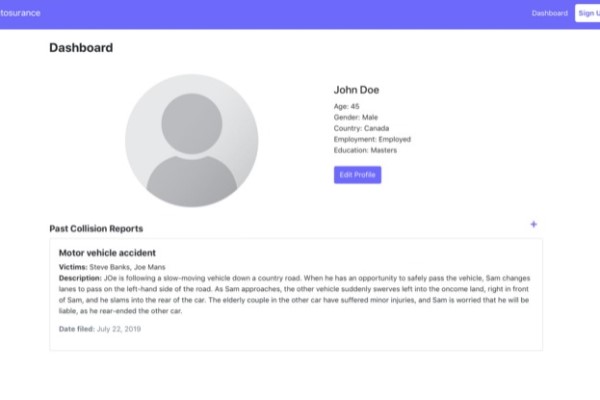 tosurance
Dashboard
Sign U
Dashboard
John Doe
Age: 45
Gender: Male
Country: Canada
Employment: Employed
Education: Masters
Edit Profile
Past Collision Reports
+
Motor vehicle accident
Victims: Steve Banks, Joe Mans
Description: JOe is following a slow-moving vehicle down a country road. When he has an opportunity to safely pass the vehicle, Sam changes
lanes to pass on the left-hand side of the road. As Sam approaches, the other vehicle suddenly swerves left into the oncome land, right in front
of Sam, and he slams into the rear of the car. The elderly couple in the other car have suffered minor injuries, and Sam is worried that he will be
liable, as he rear-ended the other car.
Date filed: July 22, 2019